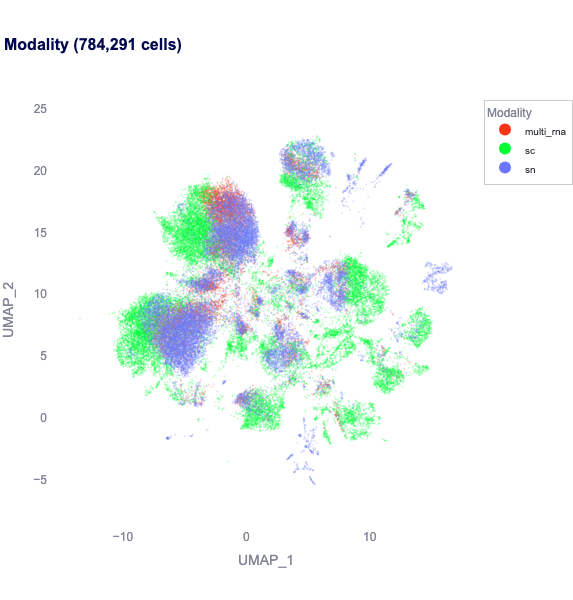 Modality (784,291 cells)
25
20
15
10
5
0
−5
UMAP_2
−10
0
10
UMAP_1
Modality
multi_rna
sc
sn